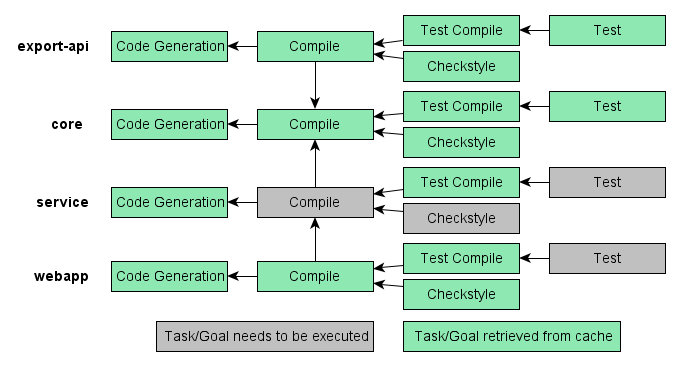 export-api
Code Generation
Compile
Test Compile
Test
Checkstyle
core
Code Generation
Compile
Test Compile
Test
Checkstyle
service
Code Generation
Compile
Test Compile
Test
Checkstyle
webapp
Code Generation
Compile
Test Compile
Test
Checkstyle
Task/Goal needs to be executed
Task/Goal retrieved from cache